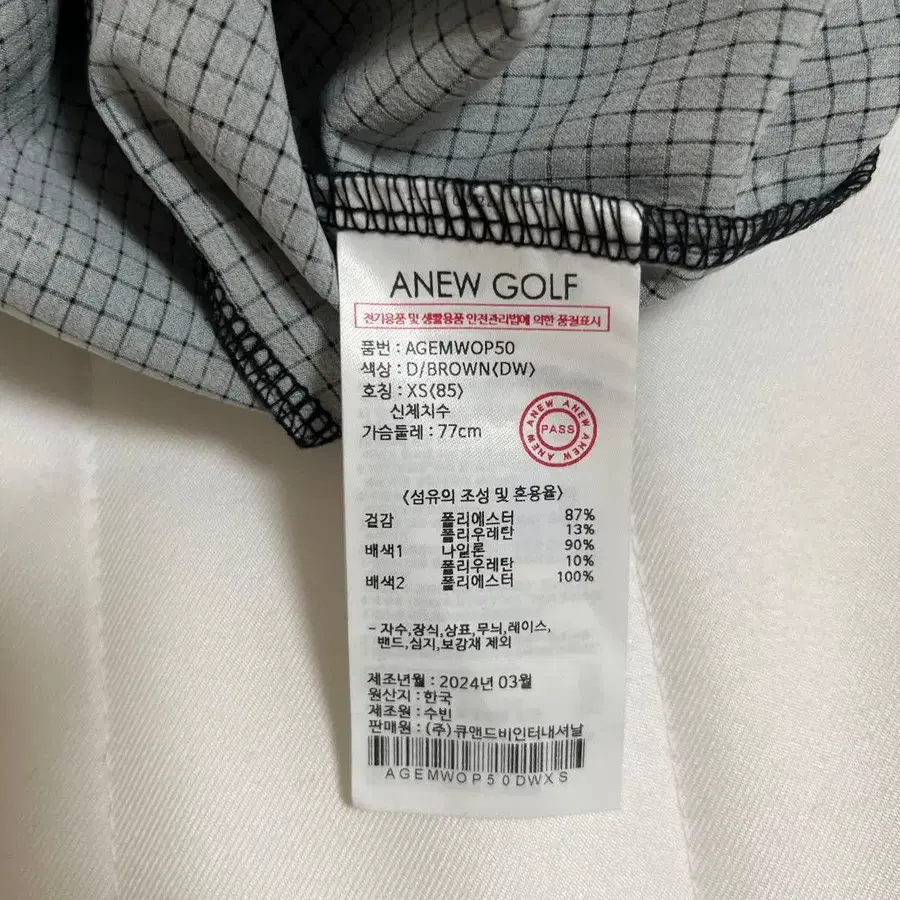 ANEW GOLF
전기용품 및 생활용품 안전관리법에 의한 품질표시
품번 : AGEMWOP50
색상 : D/BROWN(DW)
호칭 : XS(85)
신체치수
가슴둘레 : 77cm
ANEW ANEW ANEW ANEW
PASS
〈섬유의 조성 및 혼용율〉
겉감 폴리에스터 87%
폴리우레탄 13%
배색1 나일론 90%
폴리우레탄 10%
배색2 폴리에스터 100%
- 자수,장식,상표,무늬,레이스,
밴드,심지,보강재 제외
제조년월 : 2024년 03월
원산지 : 한국
제조원 : 수빈
판매원 : (주)큐앤드비인터내셔날
AGEMWOP50DWXS